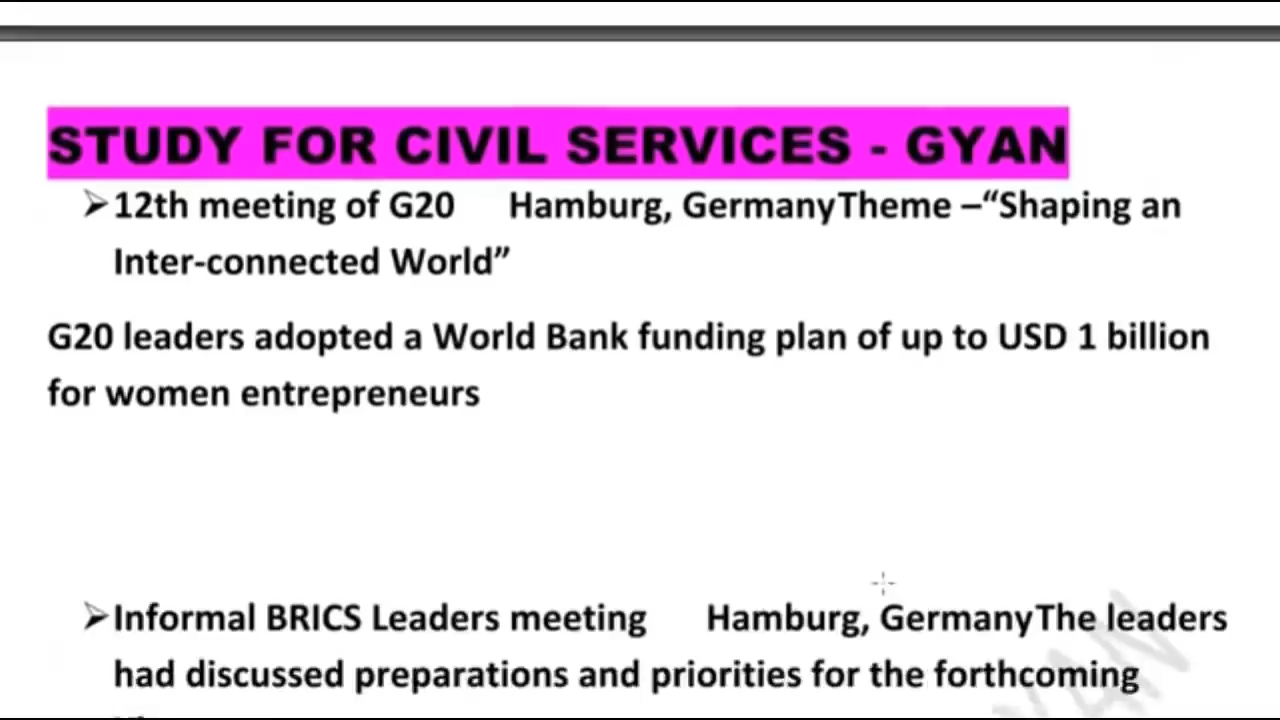 STUDY FOR CIVIL SERVICES - GYAN
➢12th meeting of G20 Hamburg, GermanyTheme –“Shaping an
Inter-connected World”
G20 leaders adopted a World Bank funding plan of up to USD 1 billion
for women entrepreneurs
➢Informal BRICS Leaders meeting Hamburg, GermanyThe leaders
had discussed preparations and priorities for the forthcoming